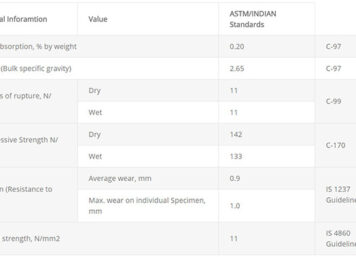 al Inforamtion Value ASTM/INDIAN
Standards
bsorption, % by weight 0.20 C-97
(Bulk specific gravity) 2.65 C-97
s of rupture, N/ Dry 11 C-99
Wet 11
essive Strength N/ Dry 142 C-170
Wet 133
n (Resistance to Average wear, mm 0.9 IS 1237
Guideline
Max. wear on individual Specimen,
mm 1.0
strength, N/mm2 11 IS 4860
Guideline